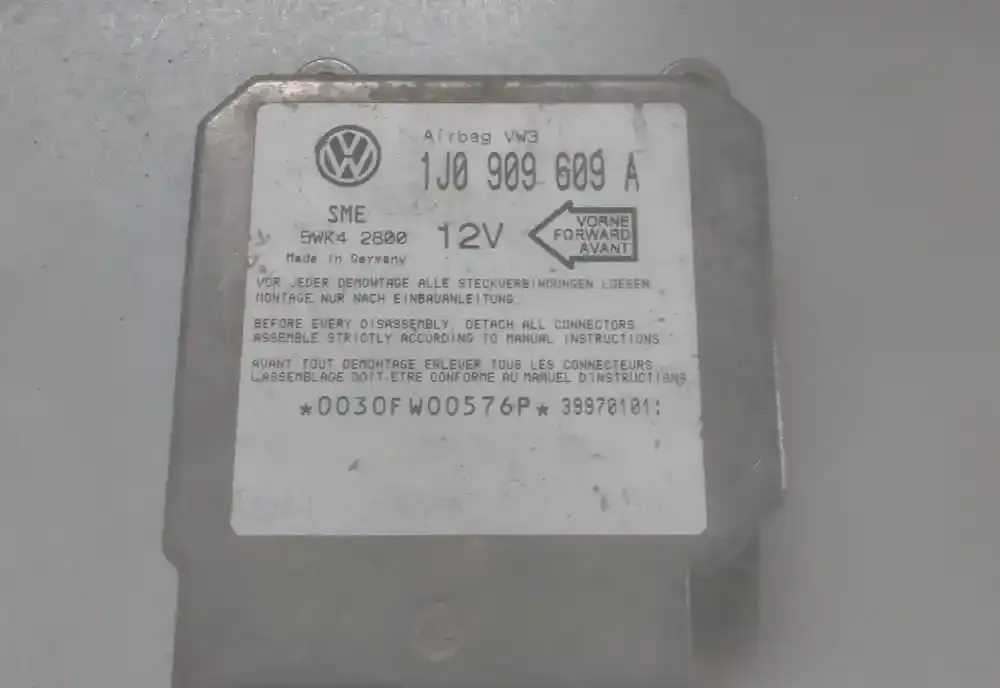 Airbag VW3
1J0 909 609 A
SME
5WK4 2800
Made in Germany
12V
VORNE
FORWARD
AVANT
VOR JEDER DEMONTAGE ALLE STECKVERBINDUNGEN LOESEN
MONTAGE NUR NACH EINBAUANLEITUNG
BEFORE EVERY DISASSEMBLY, DETACH ALL CONNECTORS
ASSEMBLE STRICTLY ACCORDING TO MANUAL INSTRUCTIONS
AVANT TOUT DEMONTAGE ENLEVER TOUS LES CONNECTEURS
L'ASSEMBLAGE DOIT-ETRE CONFORME AU MANUEL D'INSTRUCTIONS
*0030FW00576P* 39970101: